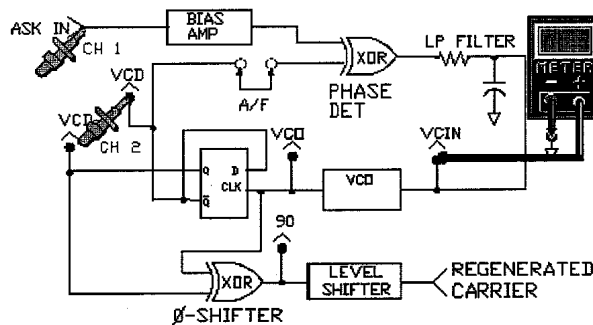 ASK IN
CH 1
BIAS
AMP
XOR
LP FILTER
METER
- +
VCO
A/F
PHASE
DET
VCO
CH 2
Q D
CLK
Q̅
VCO
VCO
VCIN
90
XOR
Ø-SHIFTER
LEVEL
SHIFTER
REGENERATED
CARRIER